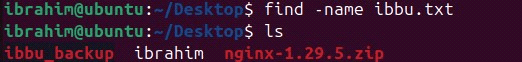 ibrahim@ubuntu:~/Desktop$ find -name ibbu.txt
ibrahim@ubuntu:~/Desktop$ ls
ibbu_backup  ibrahim  nginx-1.29.5.zip